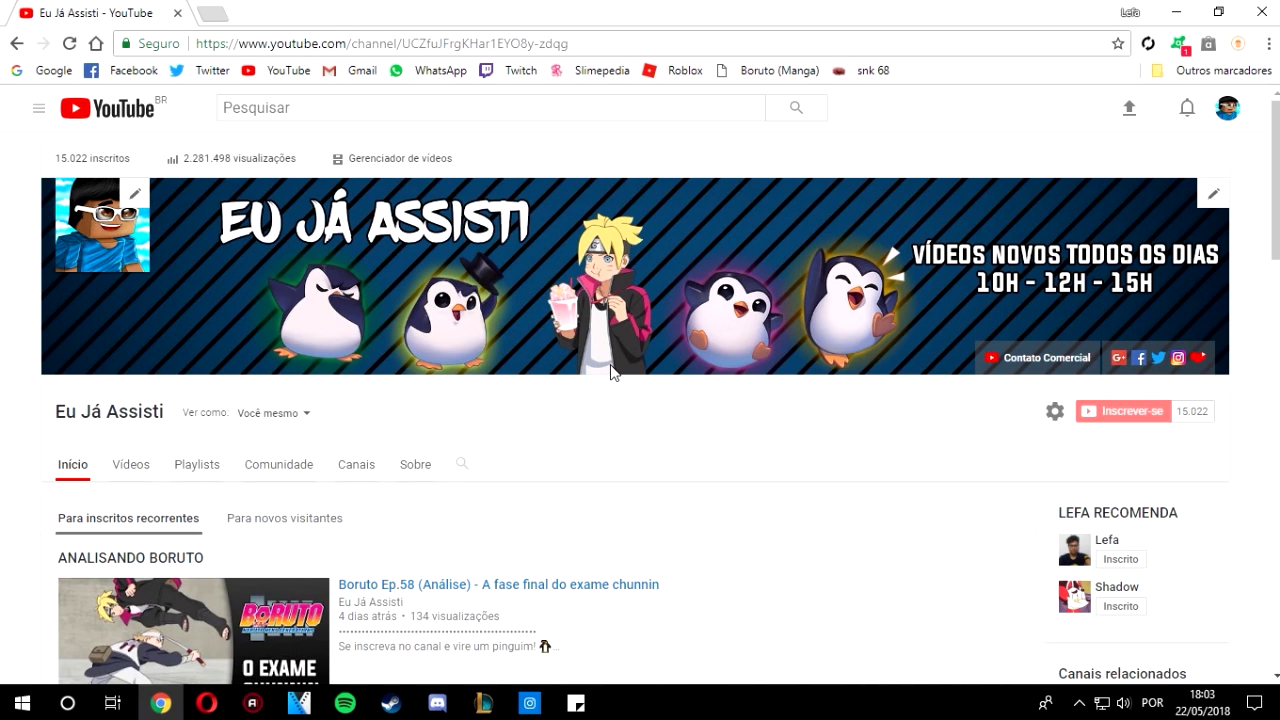 Eu Já Assisti - YouTube
Lefa
Seguro
https://www.youtube.com/channel/UCZfuJFrgKHar1EYO8y-zdqg
1
Google
Facebook
Twitter
YouTube
Gmail
WhatsApp
Twitch
Slimepedia
Roblox
Boruto (Manga)
snk 68
Outros marcadores
YouTube BR
Pesquisar
15.022 inscritos
2.281.498 visualizações
Gerenciador de vídeos
EU JÁ ASSISTI
VÍDEOS NOVOS TODOS OS DIAS
10H - 12H - 15H
Contato Comercial
Eu Já Assisti
Ver como:
Você mesmo
Inscrever-se
15.022
Início
Vídeos
Playlists
Comunidade
Canais
Sobre
Para inscritos recorrentes
Para novos visitantes
LEFA RECOMENDA
Lefa
Inscrito
Shadow
Inscrito
ANALISANDO BORUTO
Boruto Ep.58 (Análise) - A fase final do exame chunnin
Eu Já Assisti
4 dias atrás • 134 visualizações
Se inscreva no canal e vire um pinguim! ...
BORUTO
O EXAME
Canais relacionados
POR
18:03
22/05/2018